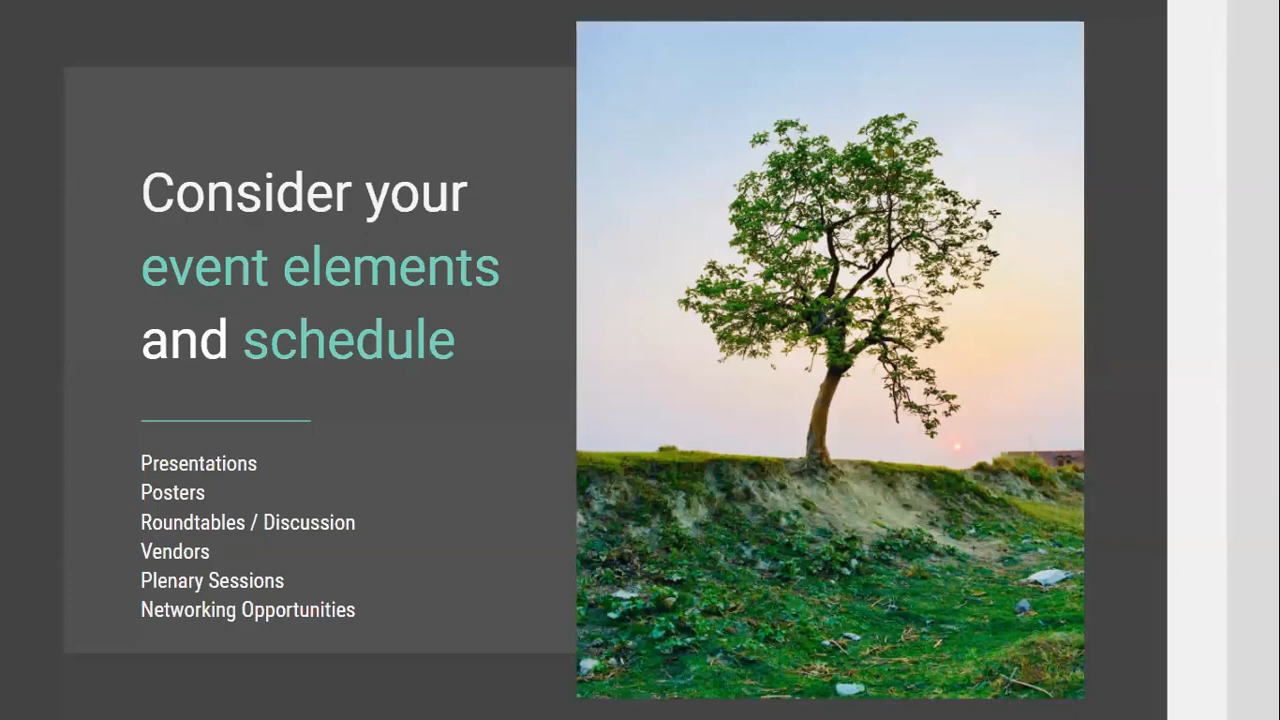 Consider your
event elements
and schedule
Presentations
Posters
Roundtables / Discussion
Vendors
Plenary Sessions
Networking Opportunities